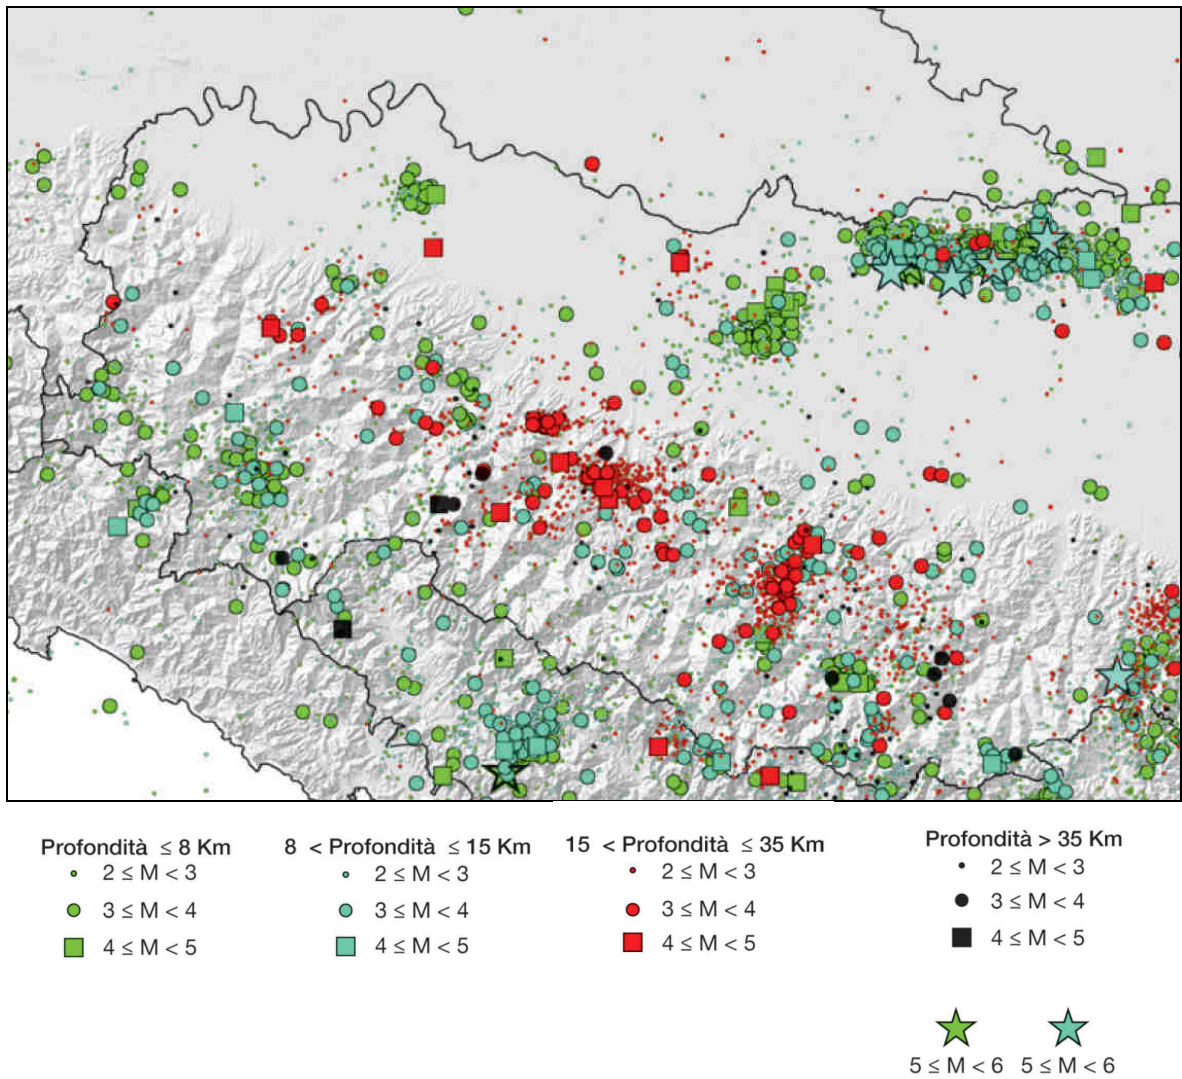 Profondità ≤ 8 Km
2 ≤ M < 3
3 ≤ M < 4
4 ≤ M < 5
8 < Profondità ≤ 15 Km
2 ≤ M < 3
3 ≤ M < 4
4 ≤ M < 5
15 < Profondità ≤ 35 Km
2 ≤ M < 3
3 ≤ M < 4
4 ≤ M < 5
Profondità > 35 Km
2 ≤ M < 3
3 ≤ M < 4
4 ≤ M < 5
5 ≤ M < 6
5 ≤ M < 6